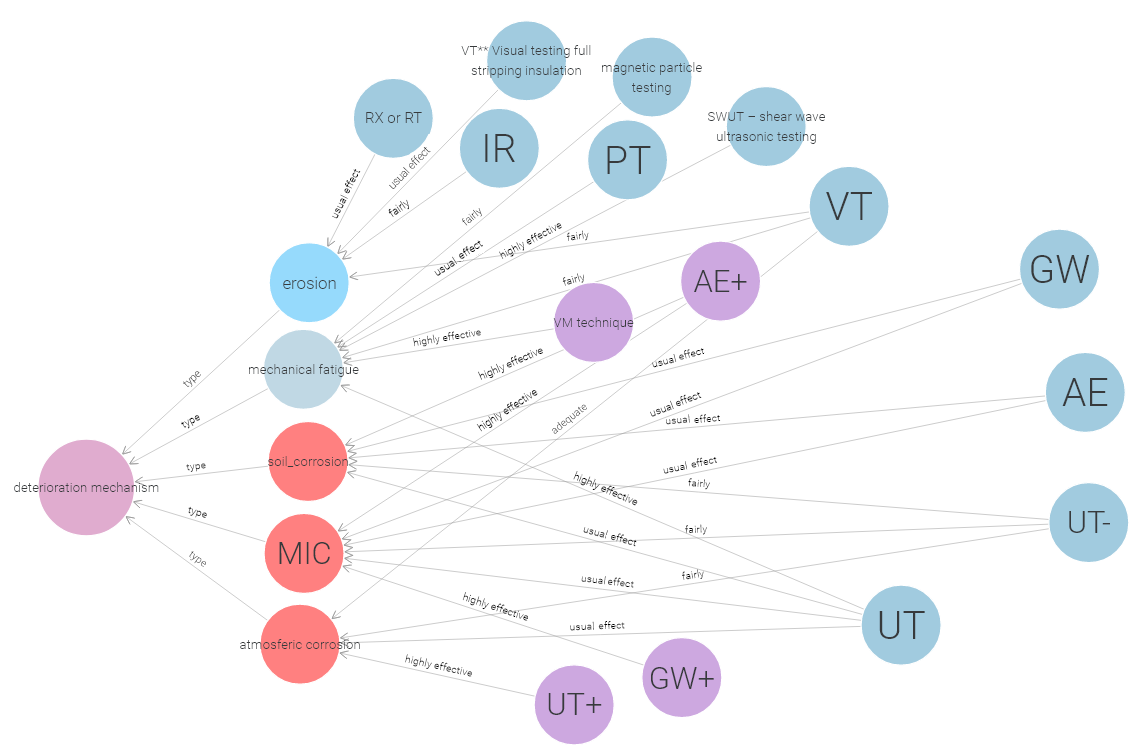 VT** Visual testing full
stripping insulation
magnetic particle
testing
RX or RT
IR
PT
SWUT – shear wave
ultrasonic testing
VT
usual effect
usual effect
fairly
fairly
usual effect
highly effective
fairly
GW
erosion
AE+
fairly
VM technique
highly effective
mechanical fatigue
highly effective
usual effect
type
AE
type
highly effective
adequate
usual effect
usual effect
soil_corrosion
type
usual effect
deterioration mechanism
highly effective
fairly
type
UT-
fairly
usual effect
MIC
type
usual effect
fairly
highly effective
usual effect
UT
atmosferic corrosion
highly effective
GW+
UT+